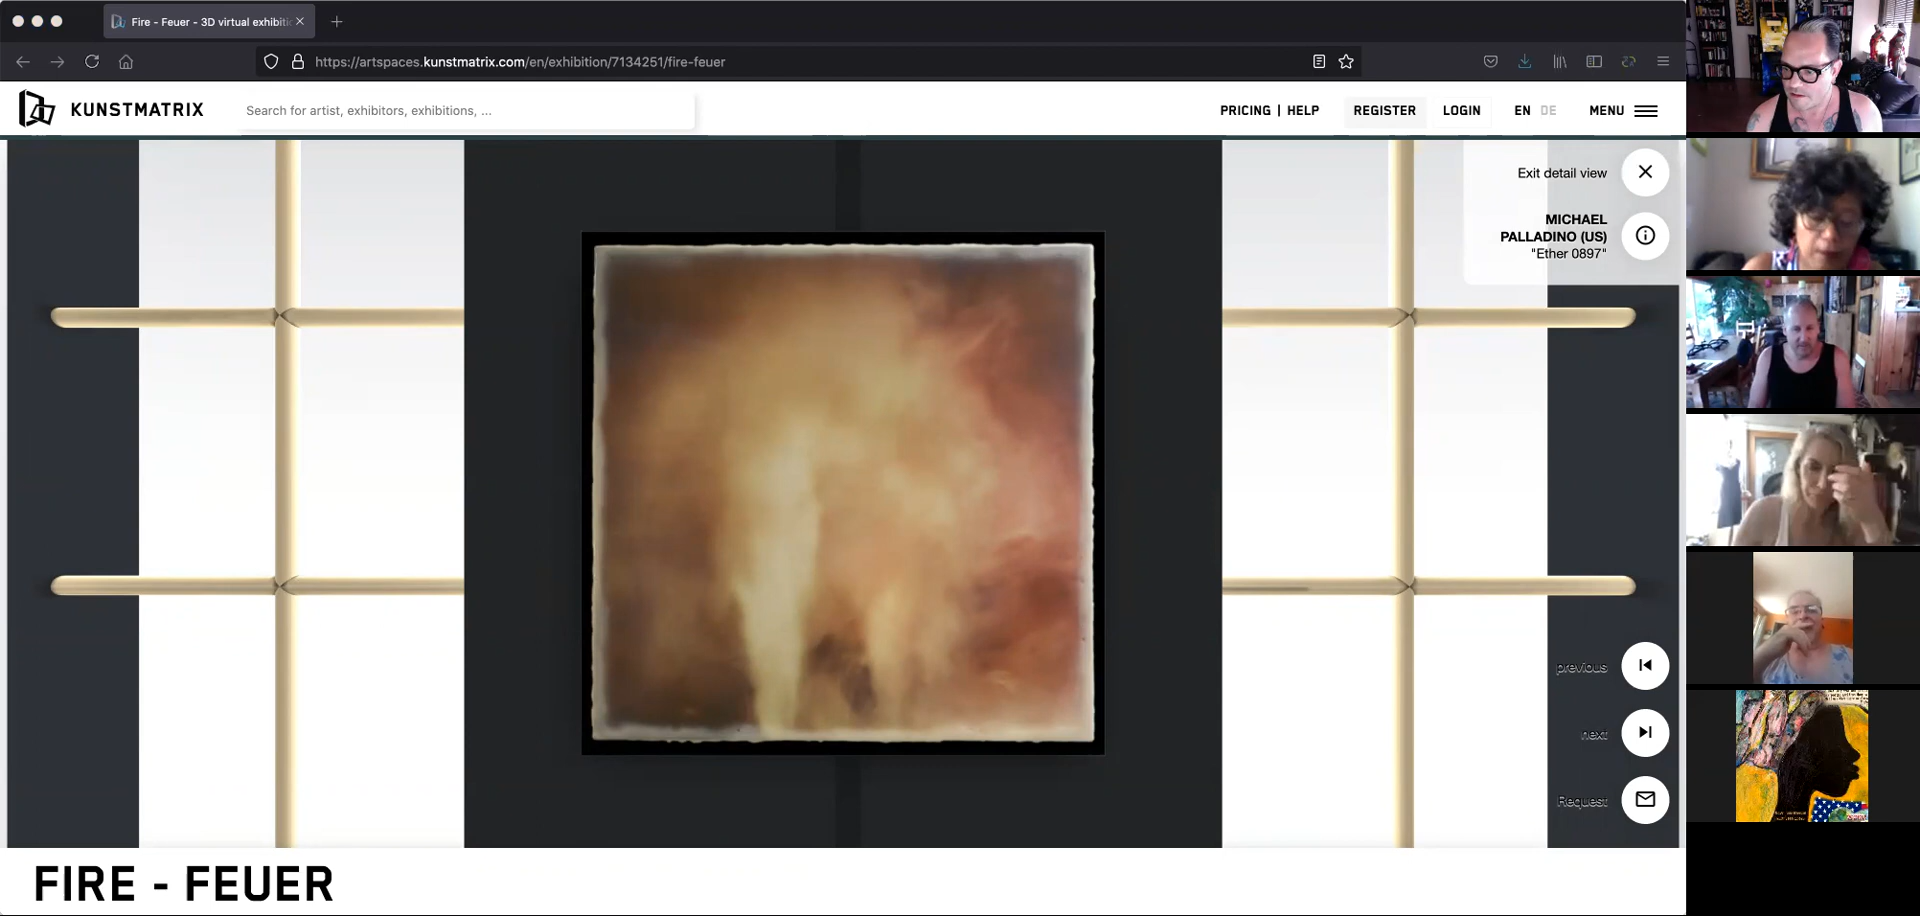 Fire - Feuer - 3D virtual exhibiti
https://artspaces.kunstmatrix.com/en/exhibition/7134251/fire-feuer
KUNSTMATRIX
Search for artist, exhibitors, exhibitions, ...
PRICING | HELP
REGISTER
LOGIN
EN DE
MENU
Exit detail view
MICHAEL
PALLADINO (US)
"Ether 0897"
previous
next
Request
FIRE - FEUER